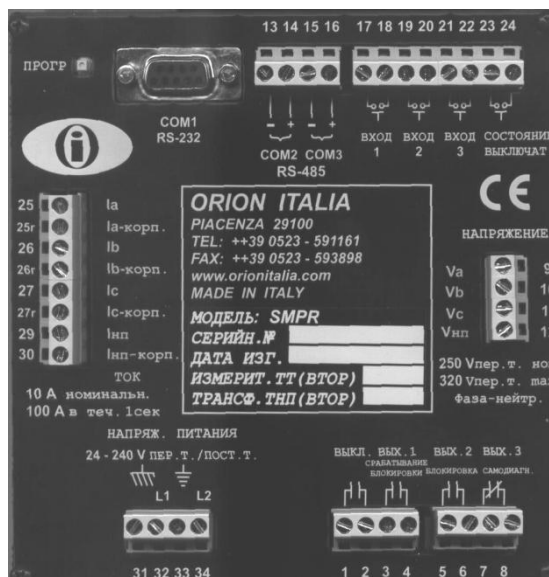 13 14 15 16 17 18 19 20 21 22 23 24
ПРОГР
COM1
RS-232
- + - +
COM2 COM3
RS-485
ВХОД ВХОД ВХОД СОСТОЯНИЕ
1 2 3 ВЫКЛЮЧАТ
i
CE
25 Ia
25r Ia-корп.
26 Ib
26r Ib-корп.
27 Ic
27r Ic-корп.
29 Iнп
30 Iнп-корп.
ТОК
10 А номинальн.
100 А в теч.1сек
ORION ITALIA
PIACENZA 29100
TEL: ++39 0523 - 591161
FAX: ++39 0523 - 593898
www.orionitalia.com
MADE IN ITALY
МОДЕЛЬ: SMPR
СЕРИЙН.№
ДАТА ИЗГ.
ИЗМЕРИТ.ТТ(ВТОР)
ТРАНСФ.ТНП(ВТОР)
НАПРЯЖЕНИЕ
Va 9
Vb
Vc
Vнп
250 Vпер.т. но
320 Vпер.т. max
Фаза-нейтр.
НАПРЯЖ. ПИТАНИЯ
24 - 240 V ПЕР.Т./ПОСТ.Т.
L1 L2
31 32 33 34
ВЫКЛ. ВЫХ.1 ВЫХ.2 ВЫХ.3
СРАБАТЫВАНИЕ
БЛОКИРОВКИ БЛОКИРОВКА САМОДИАГН.
1 2 3 4 5 6 7 8